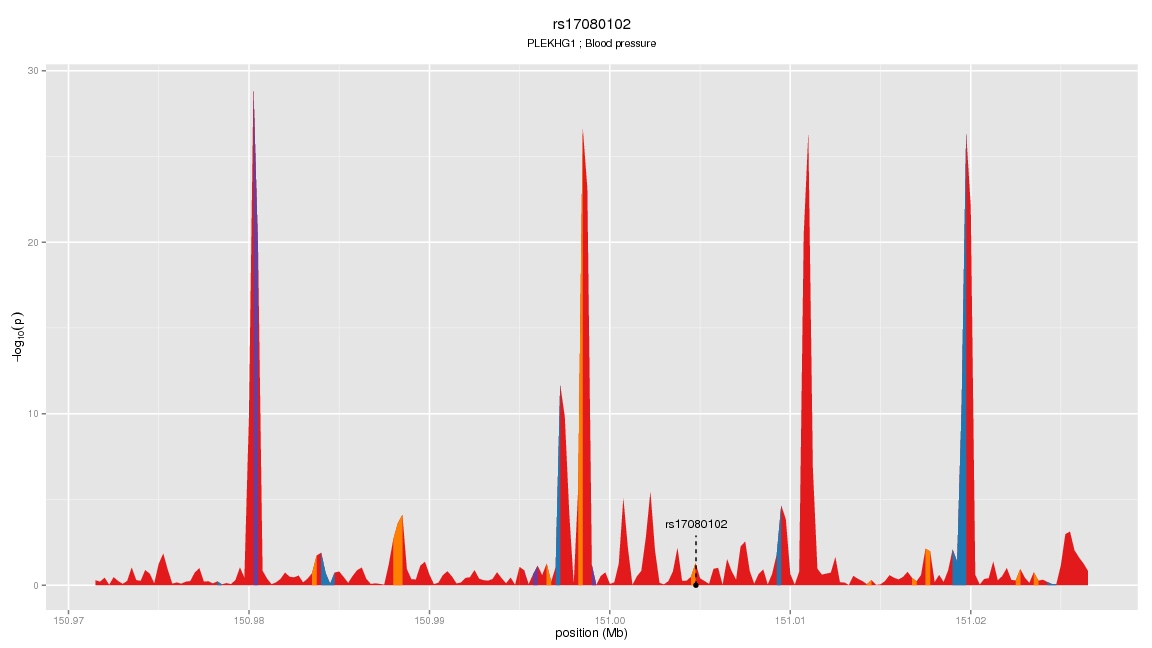 rs17080102
PLEKHG1 ; Blood pressure
30
20
10
0
−log10(p)
rs17080102
150.97 150.98 150.99 151.00 151.01 151.02
position (Mb)